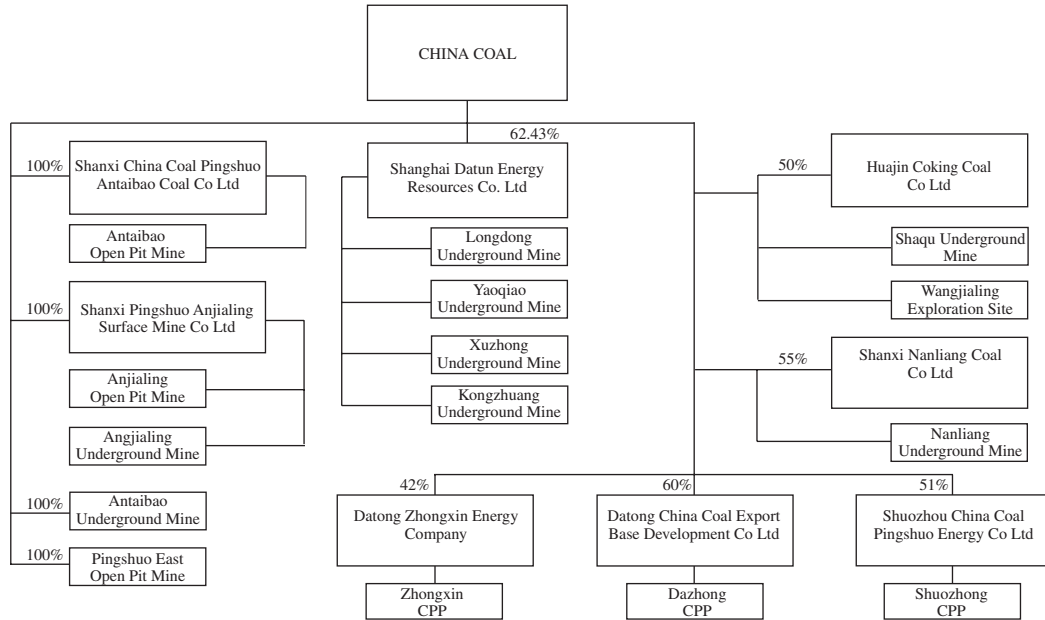 CHINA COAL
62.43%
100%
Shanxi China Coal Pingshuo
Antaibao Coal Co Ltd
Antaibao
Open Pit Mine
100%
Shanxi Pingshuo Anjialing
Surface Mine Co Ltd
Anjialing
Open Pit Mine
Angjialing
Underground Mine
100%
Antaibao
Underground Mine
100%
Pingshuo East
Open Pit Mine
Shanghai Datun Energy
Resources Co. Ltd
Longdong
Underground Mine
Yaoqiao
Underground Mine
Xuzhong
Underground Mine
Kongzhuang
Underground Mine
50%
Huajin Coking Coal
Co Ltd
Shaqu Underground
Mine
Wangjialing
Exploration Site
55%
Shanxi Nanliang Coal
Co Ltd
Nanliang
Underground Mine
42%
Datong Zhongxin Energy
Company
Zhongxin
CPP
60%
Datong China Coal Export
Base Development Co Ltd
Dazhong
CPP
51%
Shuozhou China Coal
Pingshuo Energy Co Ltd
Shuozhong
CPP